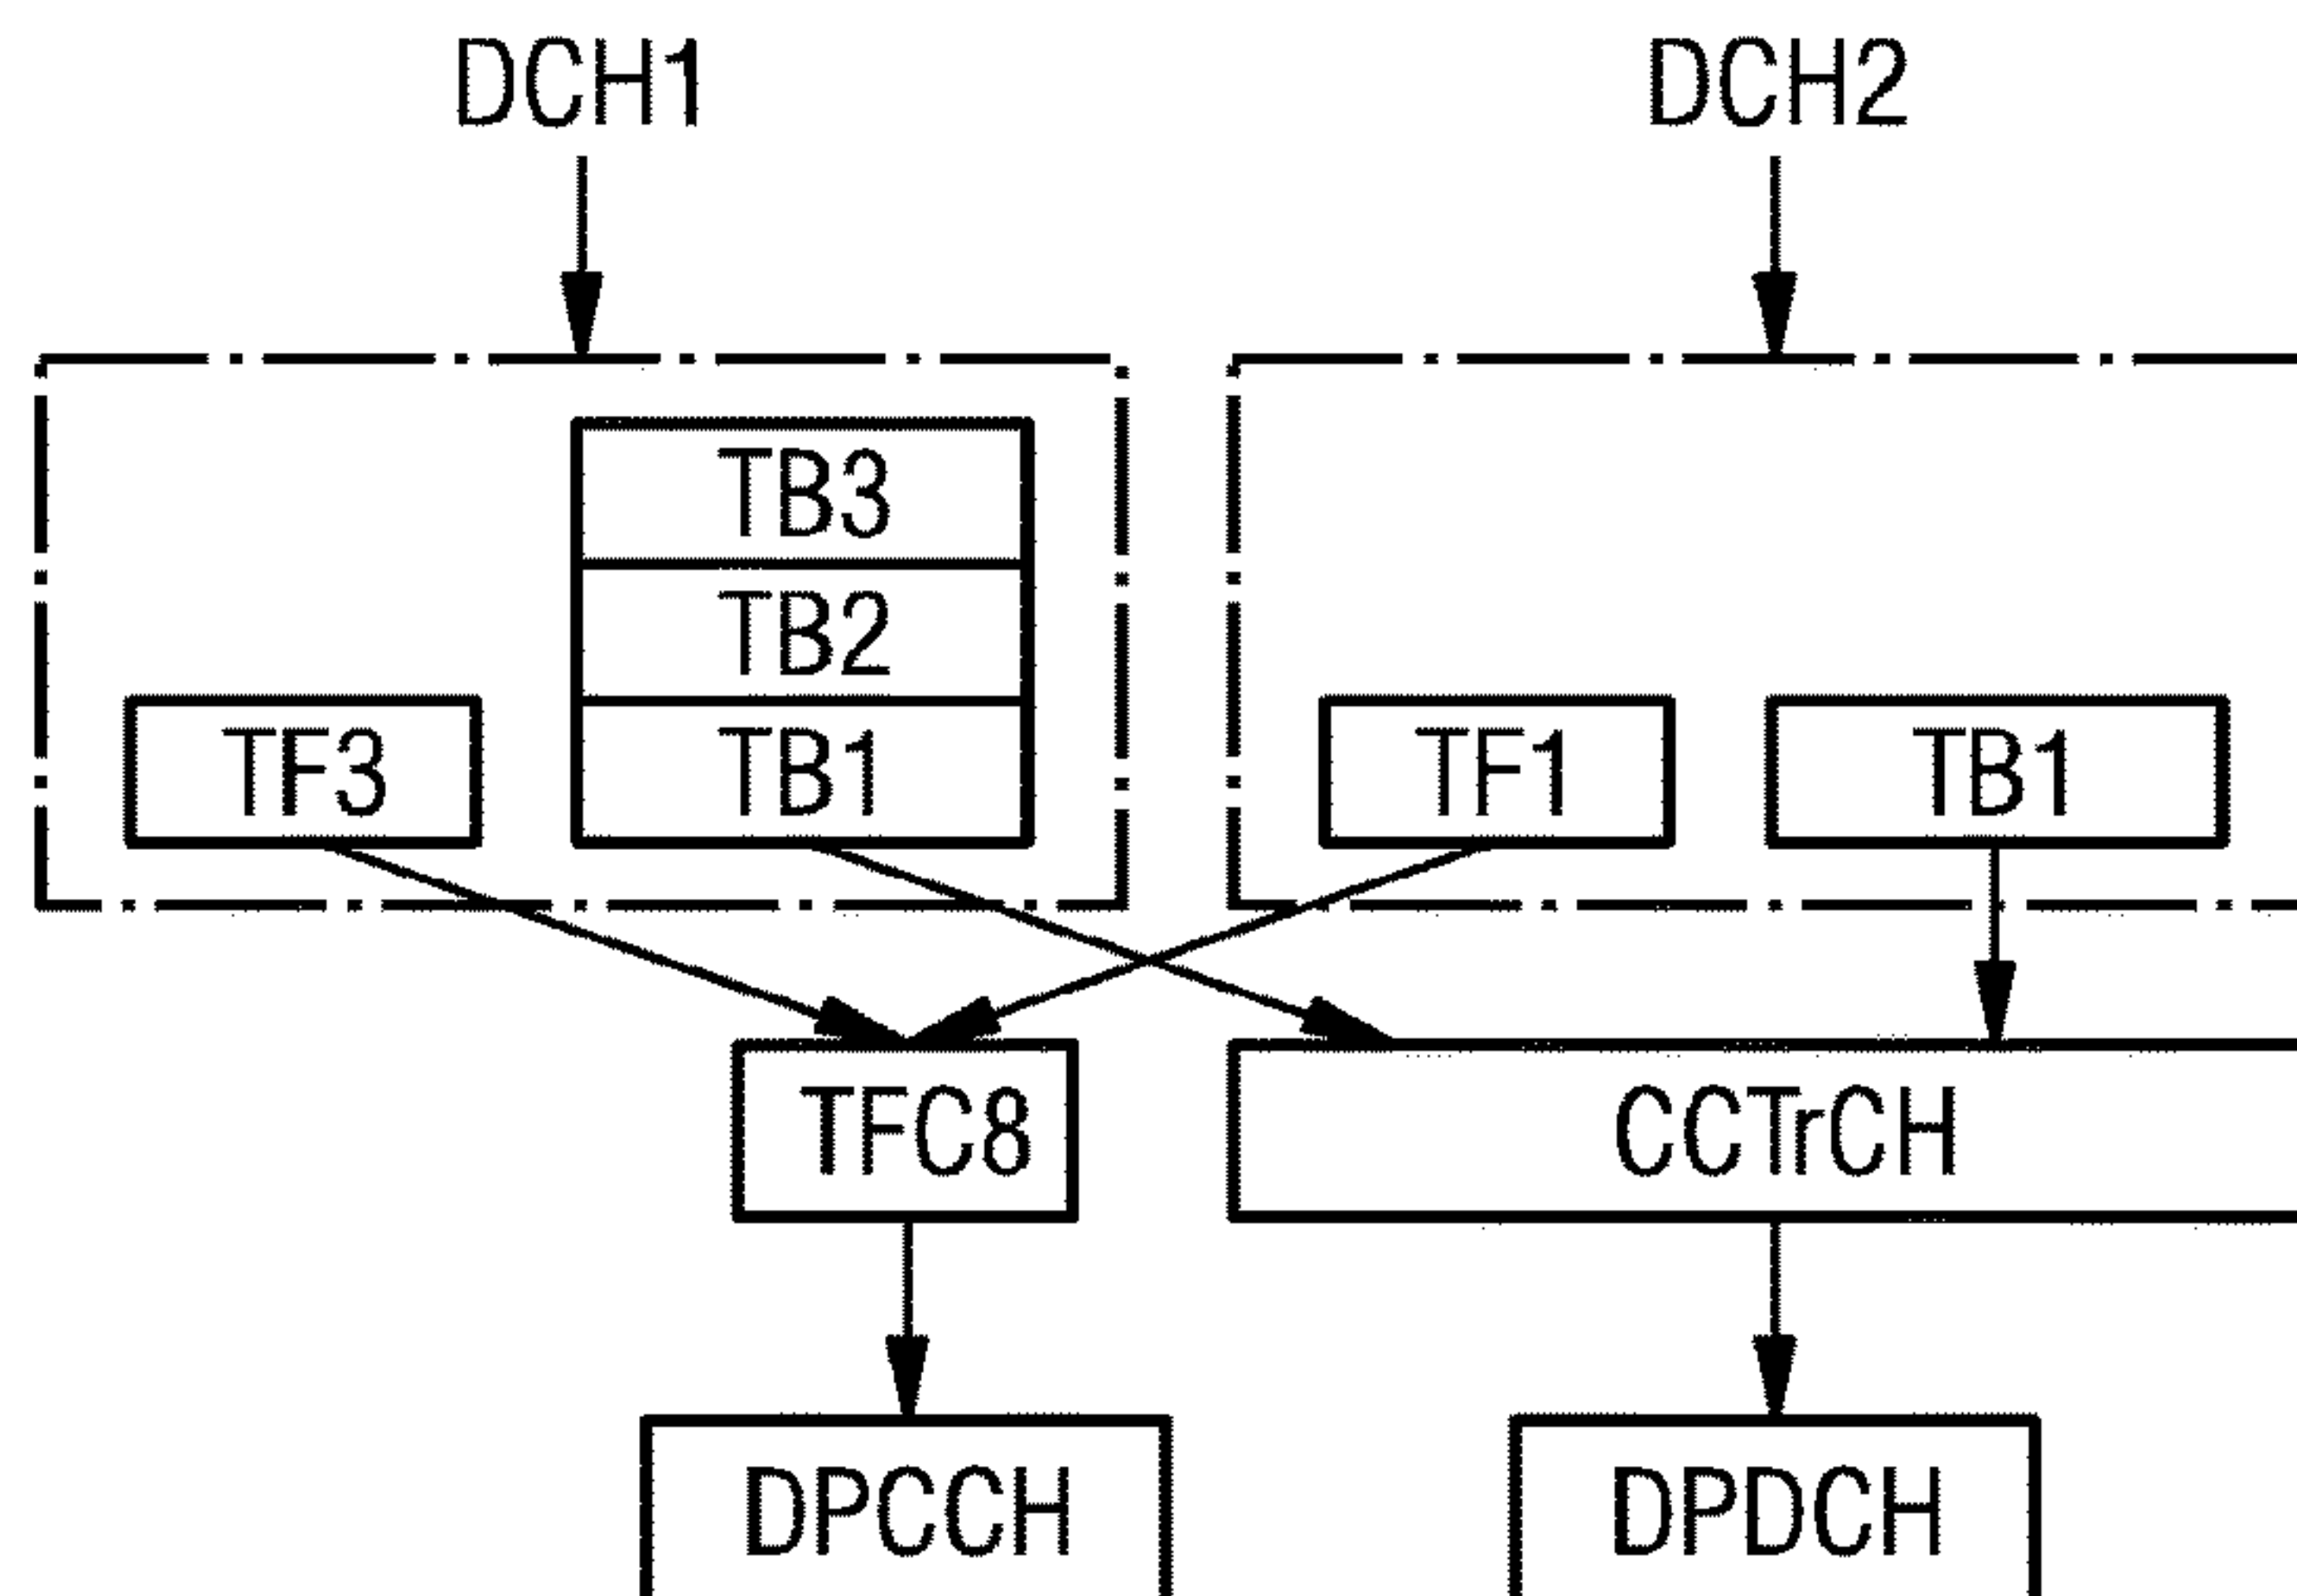 DCH1 DCH2
TB3
TB2
TF3 TB1 TF1 TB1
TFC8 CCTrCH
DPCCH DPDCH